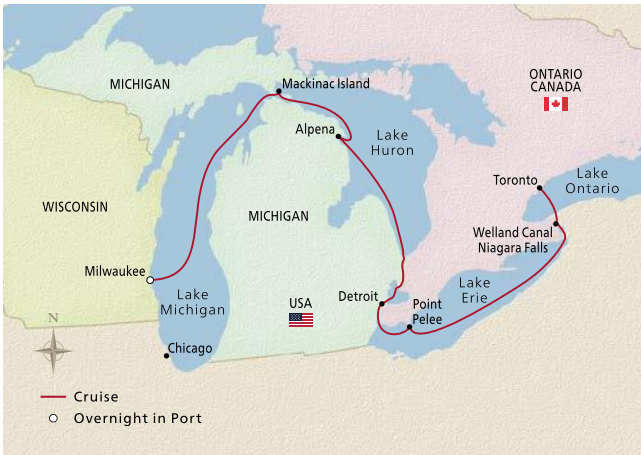 MICHIGAN
Mackinac Island
ONTARIO
CANADA
Alpena
Lake
Huron
Toronto
Lake
Ontario
WISCONSIN
MICHIGAN
Welland Canal
Niagara Falls
Milwaukee
Lake
Michigan
USA
Detroit
Point
Pelee
Lake
Erie
N
Chicago
Cruise
Overnight in Port